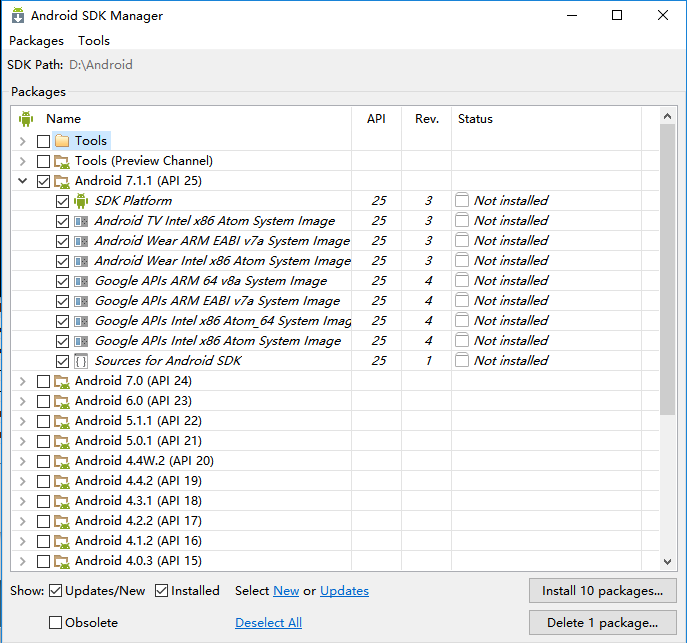 Android SDK Manager
Packages Tools
SDK Path: D:\Android
Packages
Name API Rev. Status
Tools
Tools (Preview Channel)
Android 7.1.1 (API 25)
SDK Platform 25 3 Not installed
Android TV Intel x86 Atom System Image 25 3 Not installed
Android Wear ARM EABI v7a System Image 25 3 Not installed
Android Wear Intel x86 Atom System Image 25 3 Not installed
Google APIs ARM 64 v8a System Image 25 4 Not installed
Google APIs ARM EABI v7a System Image 25 4 Not installed
Google APIs Intel x86 Atom_64 System Imag 25 4 Not installed
Google APIs Intel x86 Atom System Image 25 4 Not installed
Sources for Android SDK 25 1 Not installed
Android 7.0 (API 24)
Android 6.0 (API 23)
Android 5.1.1 (API 22)
Android 5.0.1 (API 21)
Android 4.4W.2 (API 20)
Android 4.4.2 (API 19)
Android 4.3.1 (API 18)
Android 4.2.2 (API 17)
Android 4.1.2 (API 16)
Android 4.0.3 (API 15)
Show: Updates/New Installed Select New or Updates Install 10 packages...
Obsolete Deselect All Delete 1 package...